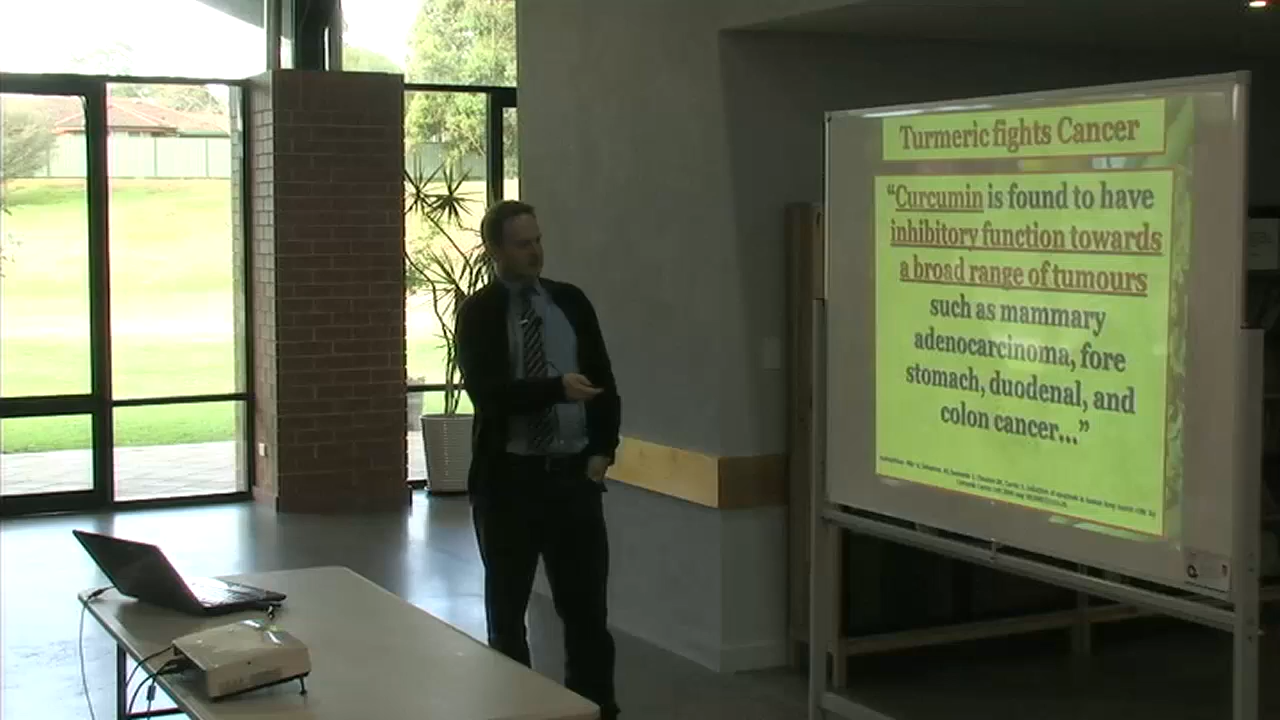 Turmeric fights Cancer
“Curcumin is found to have
inhibitory function towards
a broad range of tumours
such as mammary
adenocarcinoma, fore
stomach, duodenal, and
colon cancer...”